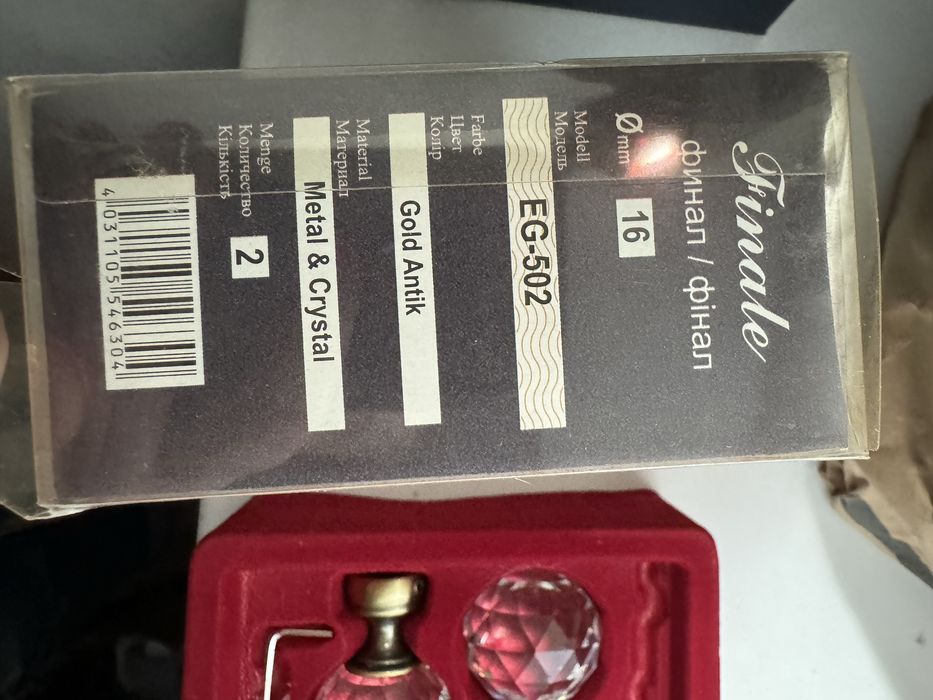 Finale
финал / фінал
Ømm 16
Modell
Модель
EG-502
Farbe
Цвет
Колір
Gold Antik
Material
Материал
Metal & Crystal
Menge
Количество
Кількість
2
4031105546304